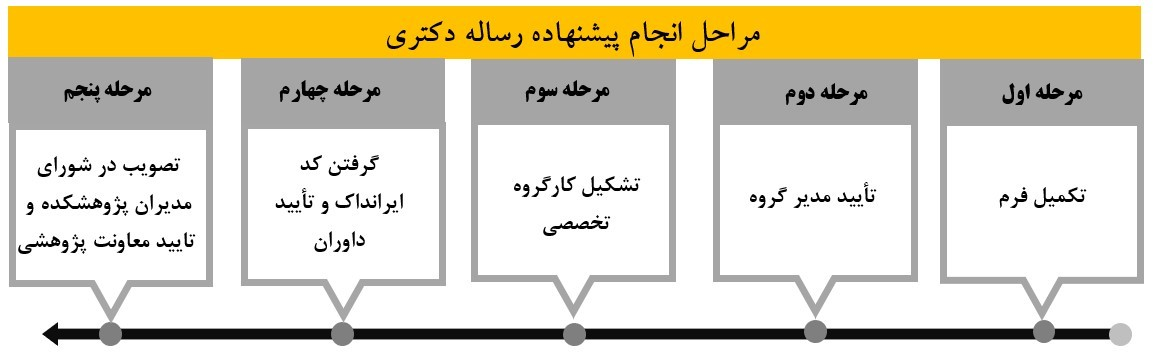 مراحل انجام پیشنهاده رساله دکتری
مرحله اول
تکمیل فرم
مرحله دوم
تأیید مدیر گروه
مرحله سوم
تشکیل کارگروه
تخصصی
مرحله چهارم
گرفتن کد
ایرانداک و تأیید
داوران
مرحله پنجم
تصویب در شورای
مدیران پژوهشکده و
تایید معاونت پژوهشی